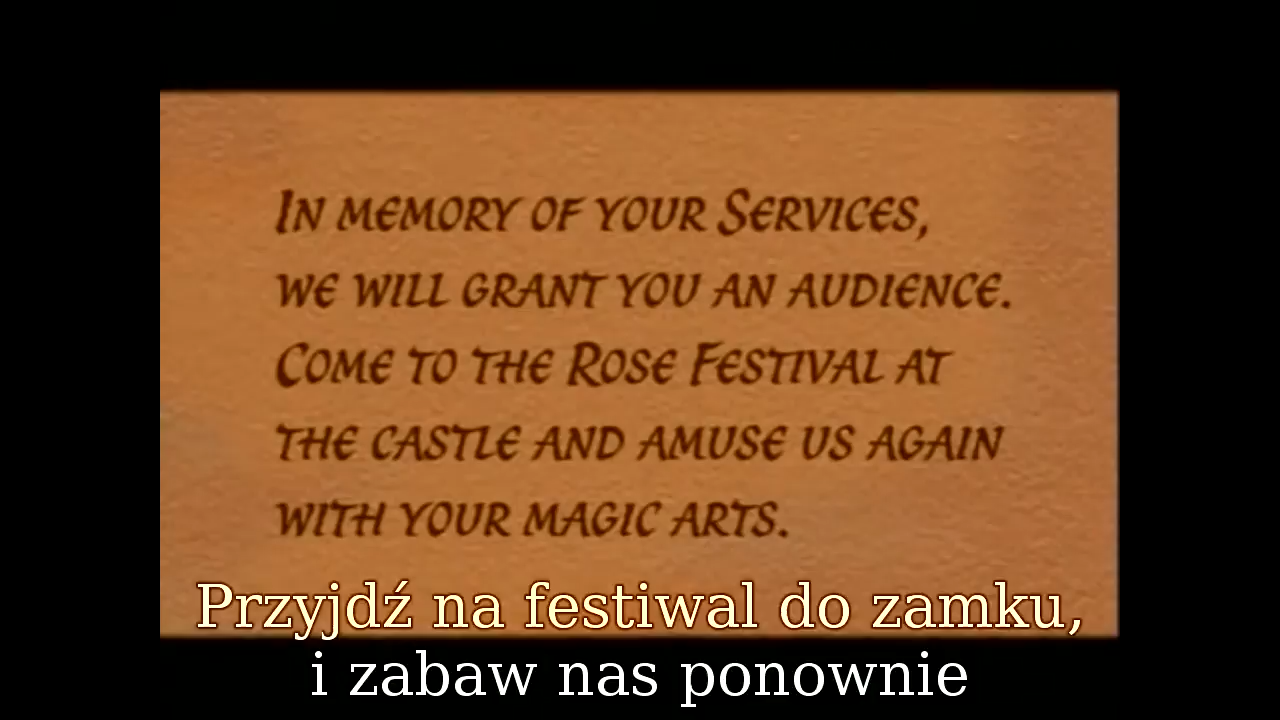 In memory of your Services,
we will grant you an audience.
Come to the Rose Festival at
the castle and amuse us again
with your magic arts.
Przyjdź na festiwal do zamku,
i zabaw nas ponownie